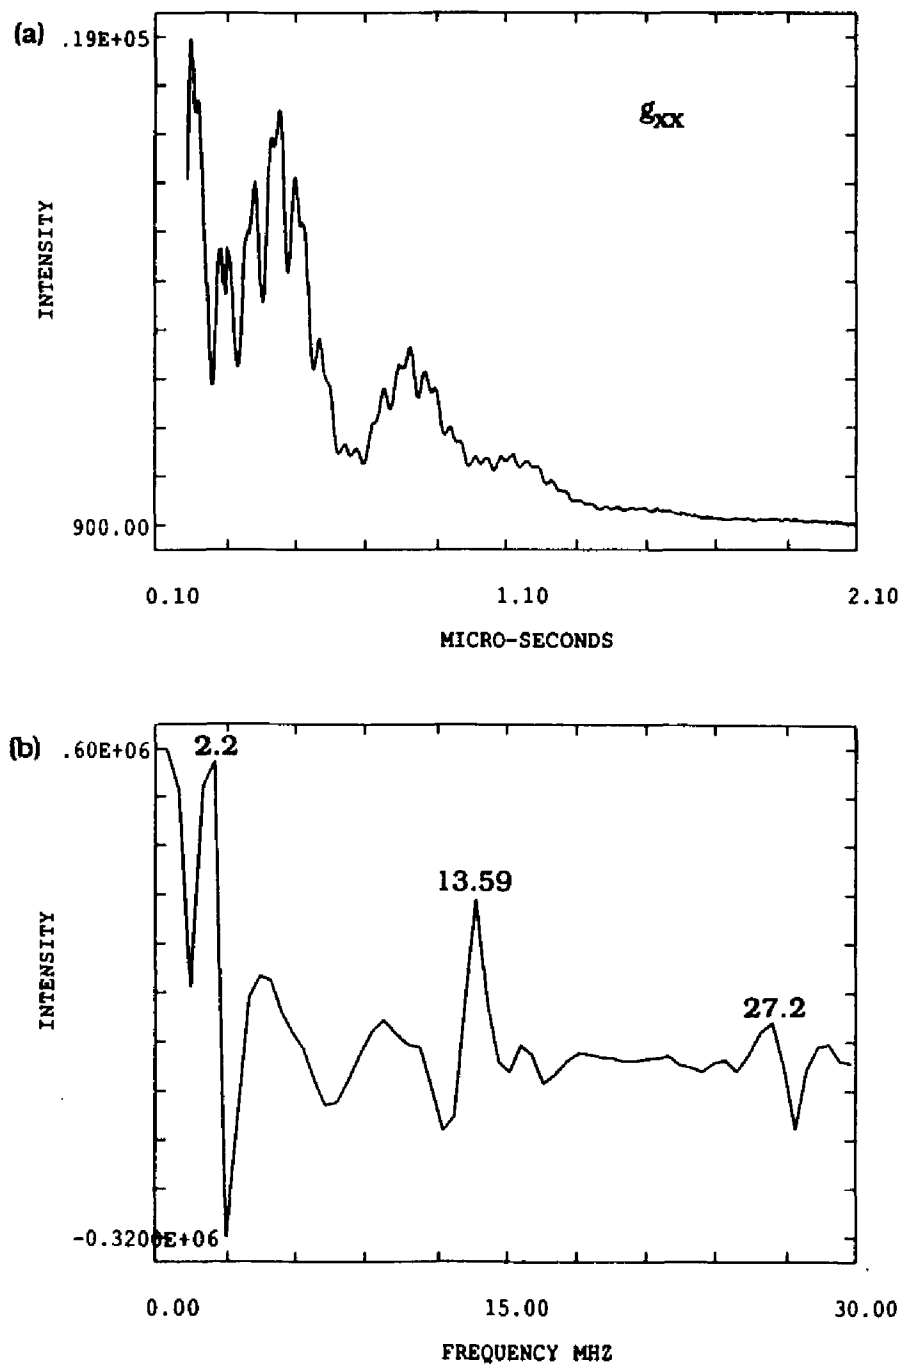 (a)
.19E+05
g_xx
INTENSITY
900.00
0.10 1.10 2.10
MICRO-SECONDS
(b)
.60E+06
2.2
13.59
27.2
INTENSITY
-0.3200E+06
0.00 15.00 30.00
FREQUENCY MHZ